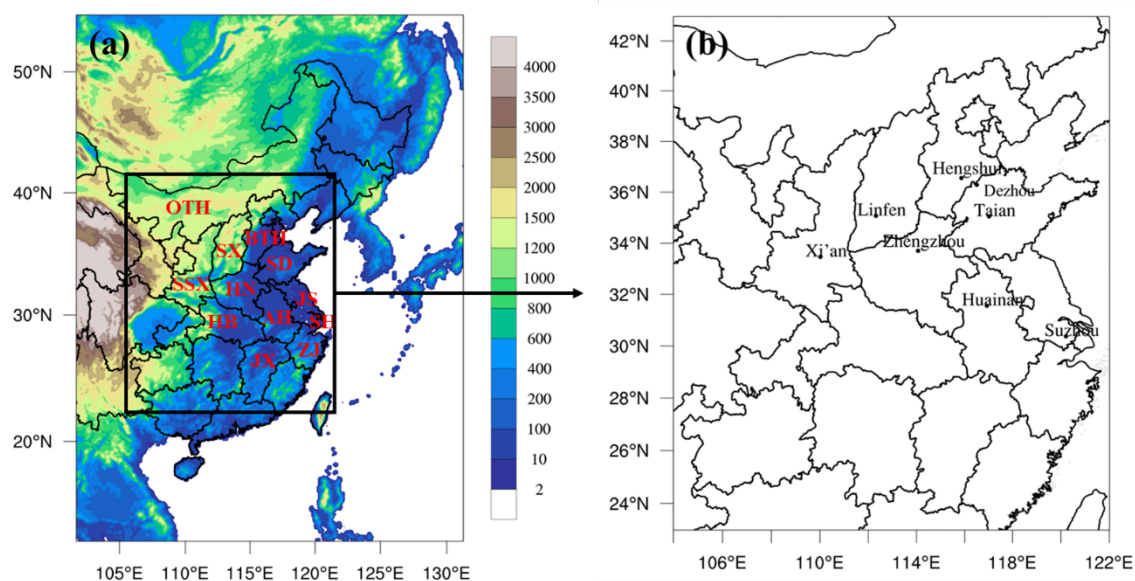 (a)
50°N
40°N
30°N
20°N
105°E 110°E 115°E 120°E 125°E 130°E
OTH
BTH
SX
SD
SSX
HN
JS
HB
AH
SH
ZJ
JX
4000
3500
3000
2500
2000
1500
1200
1000
800
600
400
200
100
10
2
(b)
42°N
40°N
38°N
36°N
34°N
32°N
30°N
28°N
26°N
24°N
106°E 110°E 114°E 118°E 122°E
Hengshui
Dezhou
Linfen
Taian
Zhengzhou
Xi'an
Huainan
Suzhou